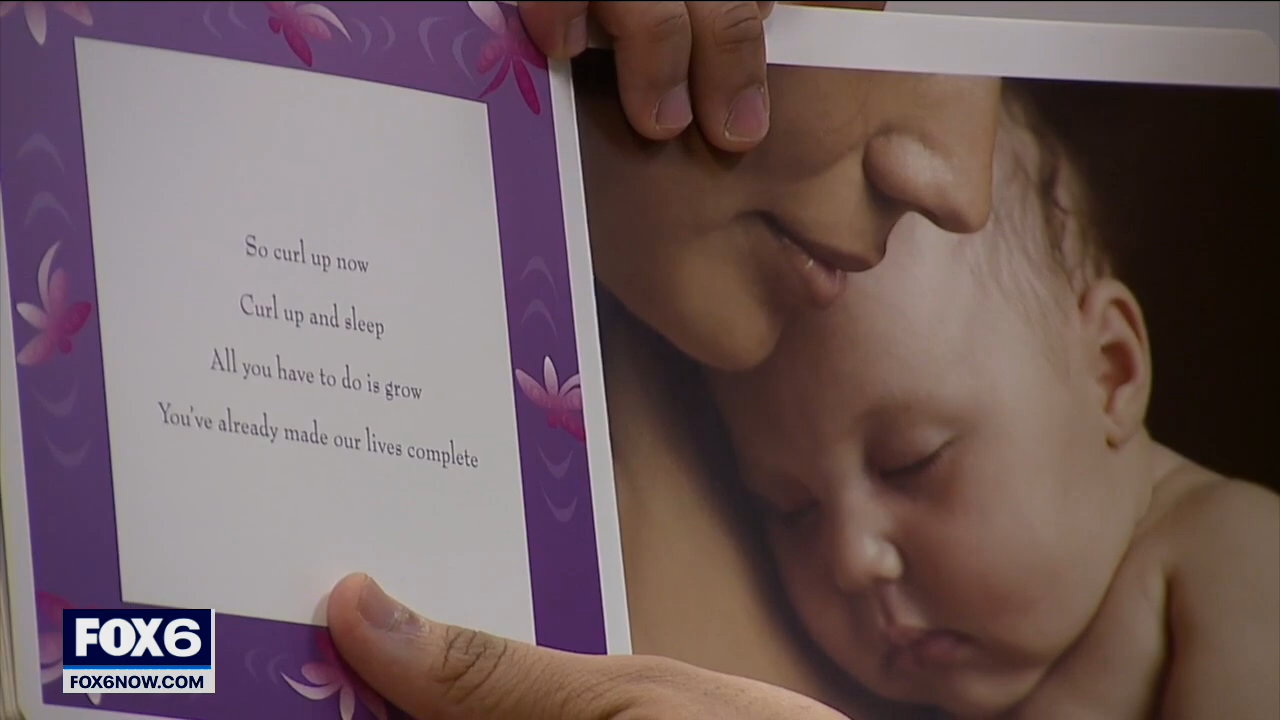 So curl up now
Curl up and sleep
All you have to do is grow
You've already made our lives complete
FOX6
FOX6NOW.COM